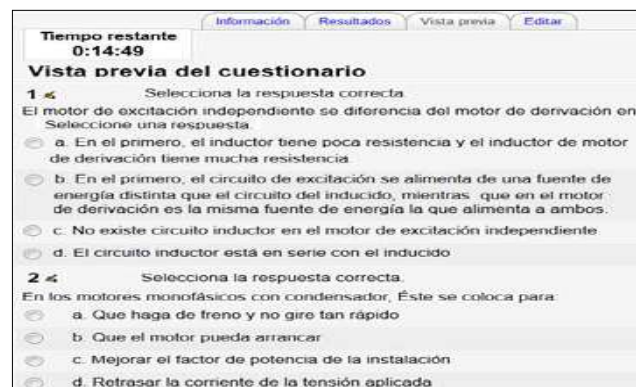 Información Resultados Vista previa Editar
Tiempo restante
0:14:49
Vista previa del cuestionario
1 Selecciona la respuesta correcta.
El motor de excitación independiente se diferencia del motor de derivación en
Seleccione una respuesta.
a. En el primero, el inductor tiene poca resistencia y el inductor de motor
de derivación tiene mucha resistencia
b. En el primero, el circuito de excitación se alimenta de una fuente de
energía distinta que el circuito del inducido, mientras que en el motor
de derivación es la misma fuente de energía la que alimenta a ambos.
c. No existe circuito inductor en el motor de excitación independiente
d. El circuito inductor está en serie con el inducido
2 Selecciona la respuesta correcta.
En los motores monofásicos con condensador, Éste se coloca para:
a. Que haga de freno y no gire tan rápido
b. Que el motor pueda arrancar
c. Mejorar el factor de potencia de la instalación
d. Retrasar la corriente de la tensión aplicada